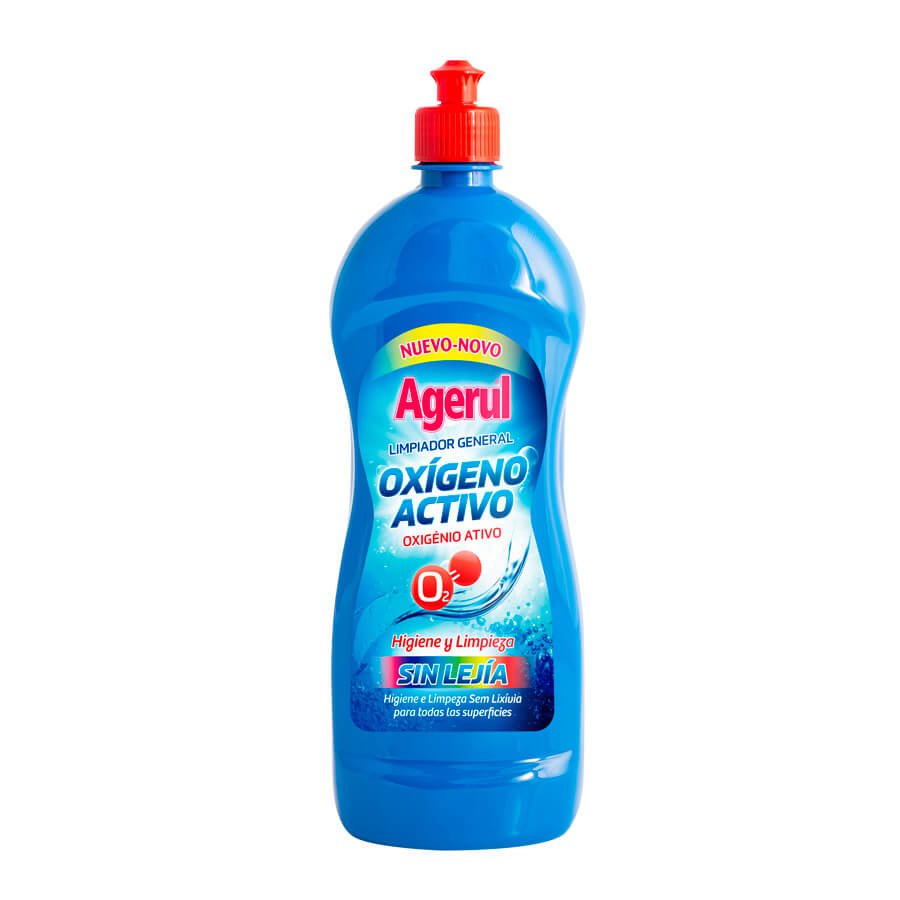 NUEVO-NOVO
Agerul
LIMPIADOR GENERAL
OXÍGENO
ACTIVO
OXIGÉNIO ATIVO
O2
Higiene y Limpieza
SIN LEJÍA
Higiene e Limpeza Sem Lixívia
para todas las superficies